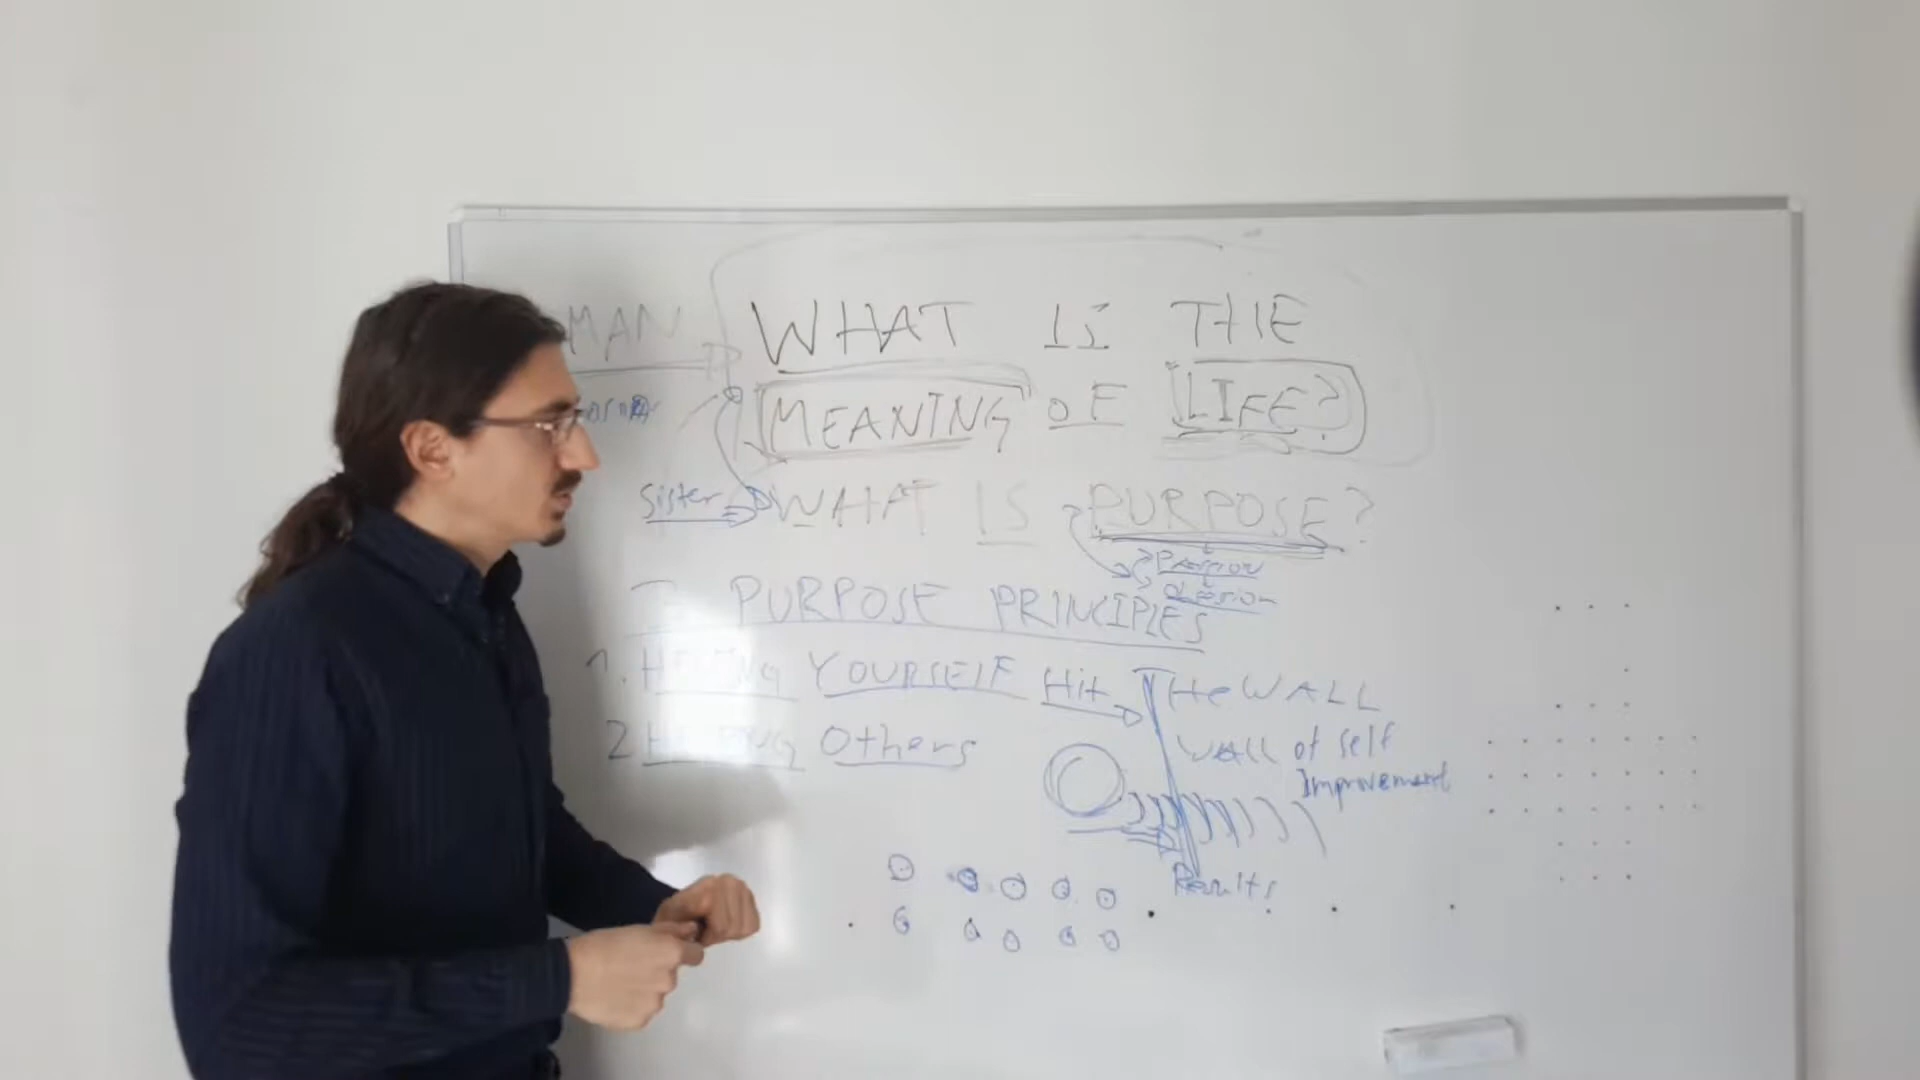 MAN WHAT IS THE
MEANING OF LIFE?
Sister WHAT IS PURPOSE?
Passion
PURPOSE PRINCIPLES
1. HELPING YOURSELF Hit THE WALL
2 HELPING Others
WALL of self
Improvement
Results